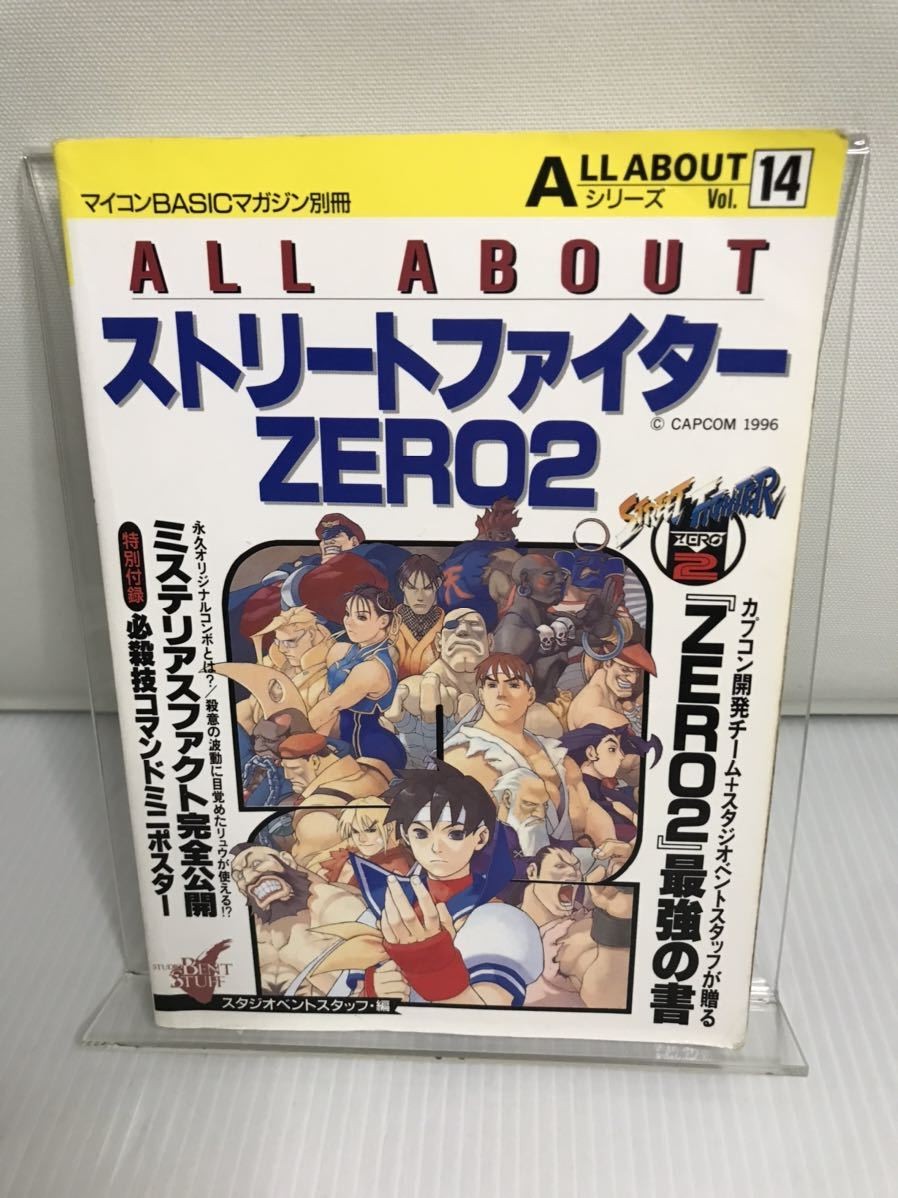 マイコンBASICマガジン別冊
ALL ABOUT
シリーズ Vol. 14
ALL ABOUT
ストリートファイター
ZERO2
© CAPCOM 1996
STREET FIGHTER
ZERO
2
カプコン開発チーム+スタジオベントスタッフが贈る
『ZERO2』最強の書
永久オリジナルコンボとは?/殺意の波動に目覚めたリュウが使える!?
ミステリアスファクト完全公開
特別付録
必殺技コマンドミニポスター
天
STUDIO
BENT
STUFF
スタジオベントスタッフ・編